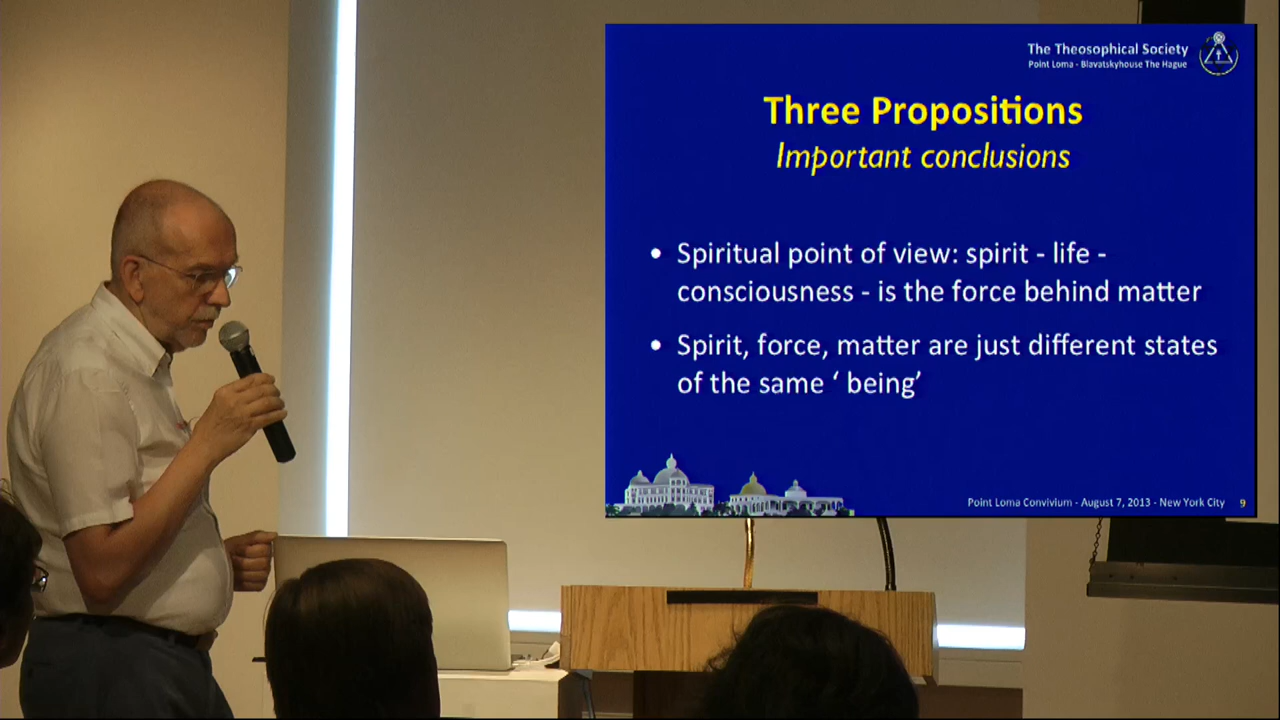 The Theosophical Society
Point Loma - Blavatskyhouse The Hague
Three Propositions
Important conclusions
• Spiritual point of view: spirit - life -
consciousness - is the force behind matter
• Spirit, force, matter are just different states
of the same ‘ being’
Point Loma Convivium - August 7, 2013 - New York City 9